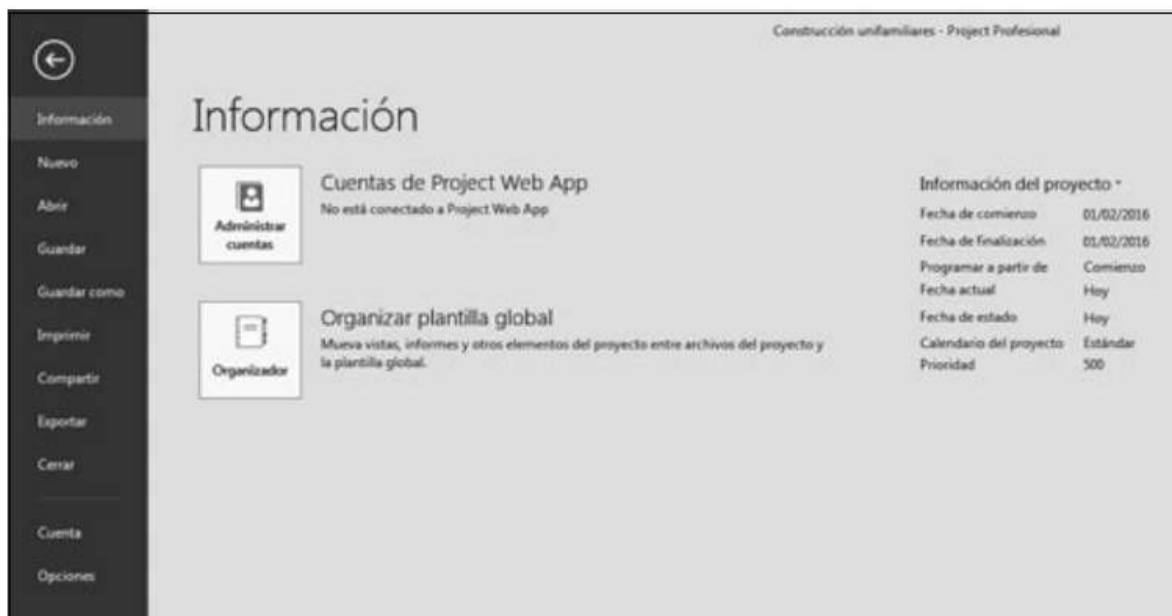 Construcción unifamiliares - Project Profesional
Información
Nuevo
Abrir
Guardar
Guardar como
Imprimir
Compartir
Exportar
Cerrar
Cuenta
Opciones
Información
Administrar
cuentas
Cuentas de Project Web App
No está conectado a Project Web App
Organizador
Organizar plantilla global
Mueva vistas, informes y otros elementos del proyecto entre archivos del proyecto y
la plantilla global.
Información del proyecto
Fecha de comienzo 01/02/2016
Fecha de finalización 01/02/2016
Programar a partir de Comienzo
Fecha actual Hoy
Fecha de estado Hoy
Calendario del proyecto Estándar
Prioridad 500